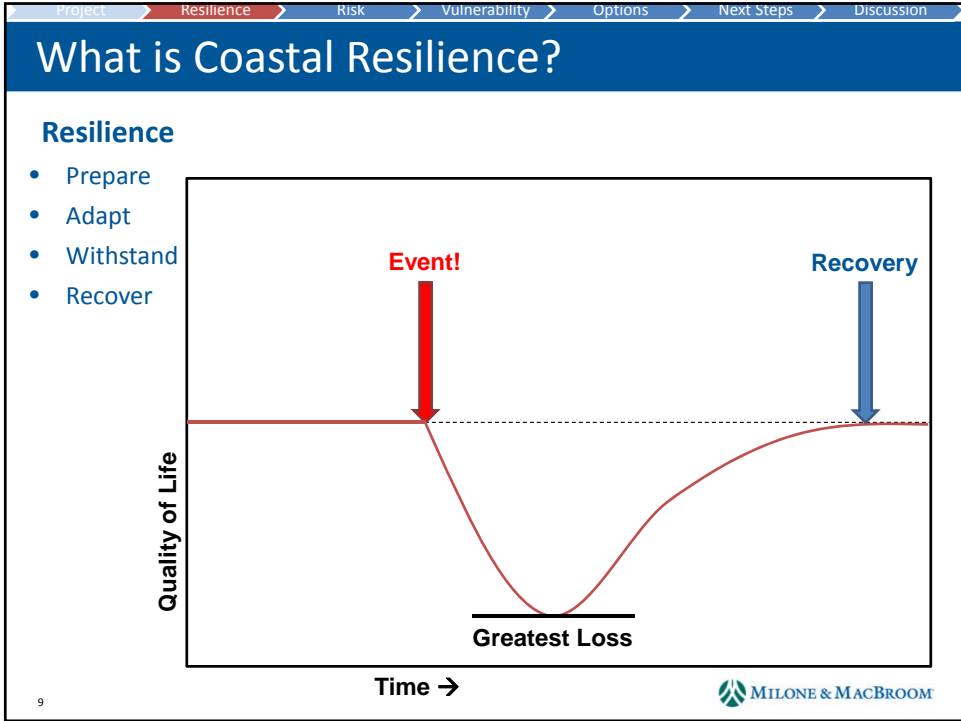 Project Resilience Risk Vulnerability Options Next Steps Discussion
What is Coastal Resilience?
Resilience
• Prepare
• Adapt
• Withstand
• Recover
Event!
Recovery
Quality of Life
Greatest Loss
Time →
9
MILONE & MACBROOM